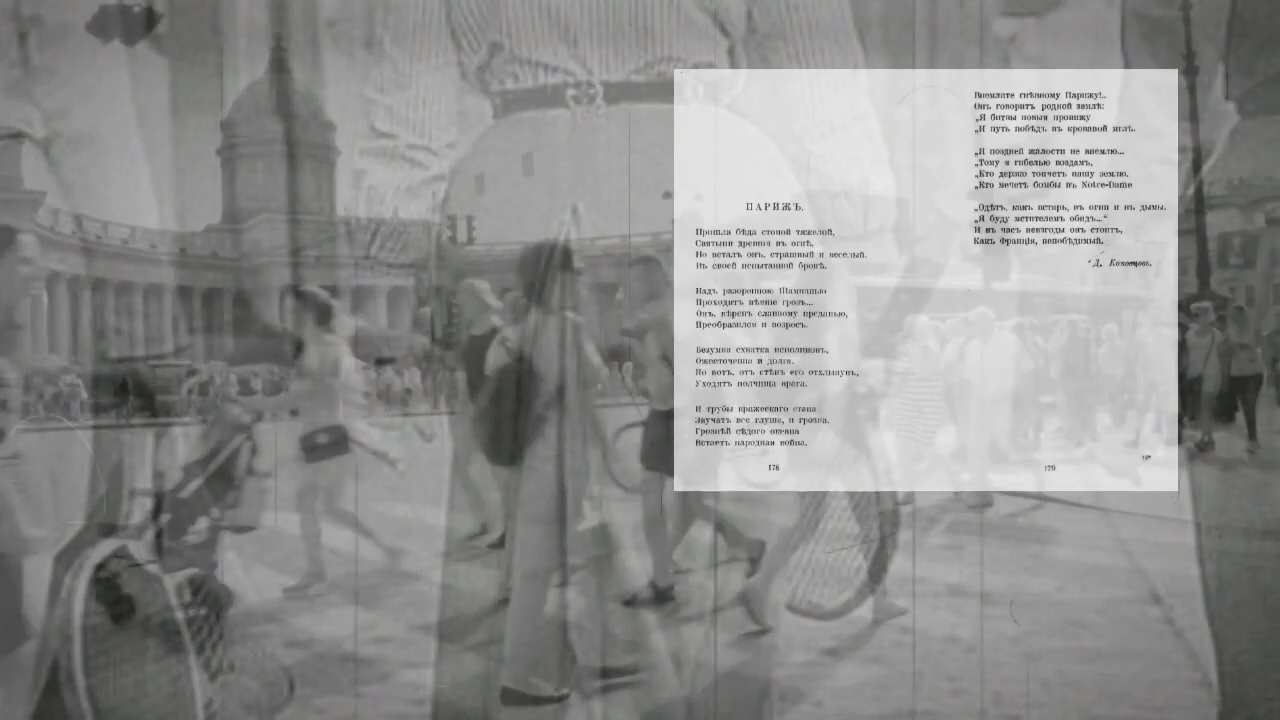 ПАРИЖЪ.
Прошла бѣда стопой тяжелой,
Святыни древнія въ огнѣ,
Но всталъ онъ, страшный и веселый.
Въ своей испытанной бронѣ.
Надъ разоренною Шампанью
Проходитъ вѣяніе грозъ...
Онъ, вѣренъ славному преданью,
Преобразился и возросъ.
Безумна схватка исполиновъ,
Ожесточенна и долга.
Но вотъ, отъ стѣнъ его отхлынувъ,
Уходятъ полчища врага.
И трубы вражескаго стана
Звучатъ все глуше, и грозна.
Грознѣй сѣдого океана
Встаетъ народная война.
178
Внемлите гнѣвному Парижу!..
Онъ говоритъ родной землѣ:
„Я битвы новыя провижу
„И путь побѣдъ въ кровавой мглѣ.
„Я поздней жалости не внемлю...
„Тому я гибелью воздамъ,
„Кто дерзко топчетъ нашу землю,
„Кто мечетъ бомбы въ Notre-Dame
„Одѣтъ, какъ встарь, въ огни и въ дымы.
„Я буду мстителемъ обидъ..."
И въ часъ невзгоды онъ стоитъ,
Какъ Франція, непобѣдимый.
Д. Коковцовъ.
179